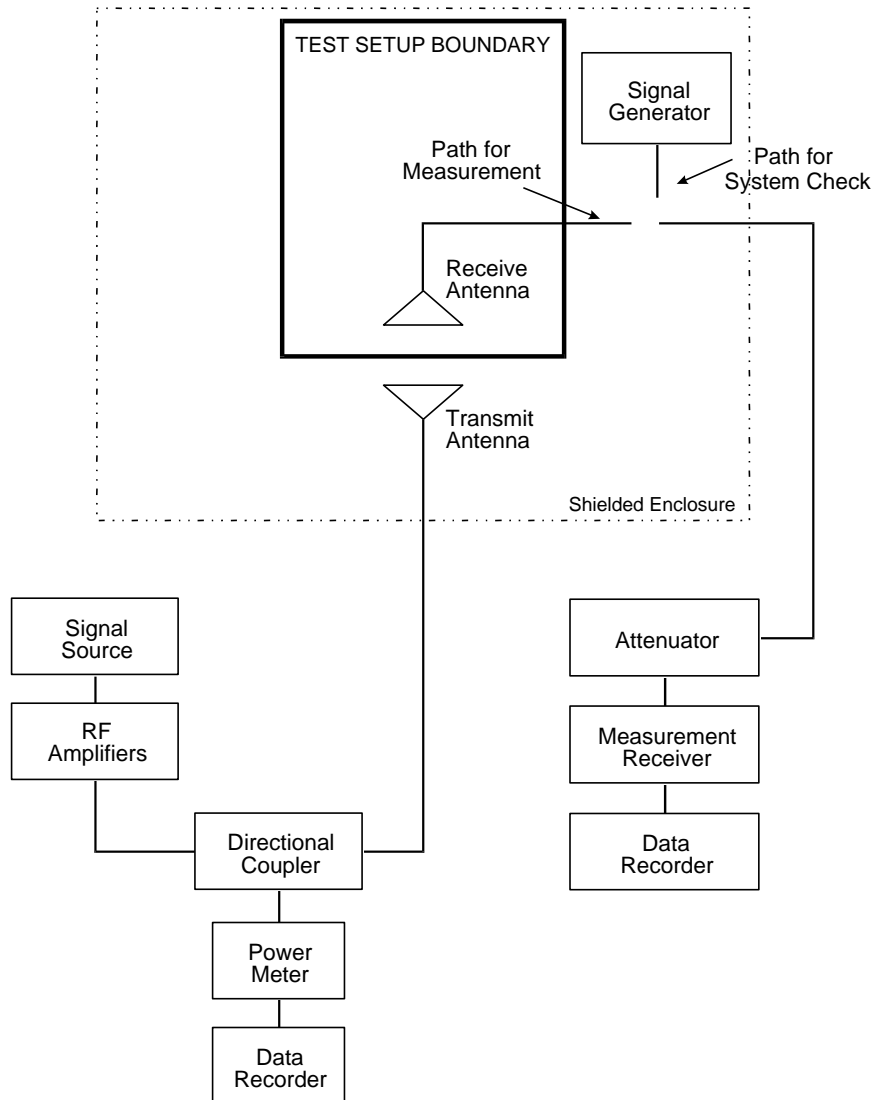 TEST SETUP BOUNDARY
Signal
Generator
Path for
Measurement
Path for
System Check
Receive
Antenna
Transmit
Antenna
Shielded Enclosure
Signal
Source
Attenuator
RF
Amplifiers
Measurement
Receiver
Directional
Coupler
Data
Recorder
Power
Meter
Data
Recorder